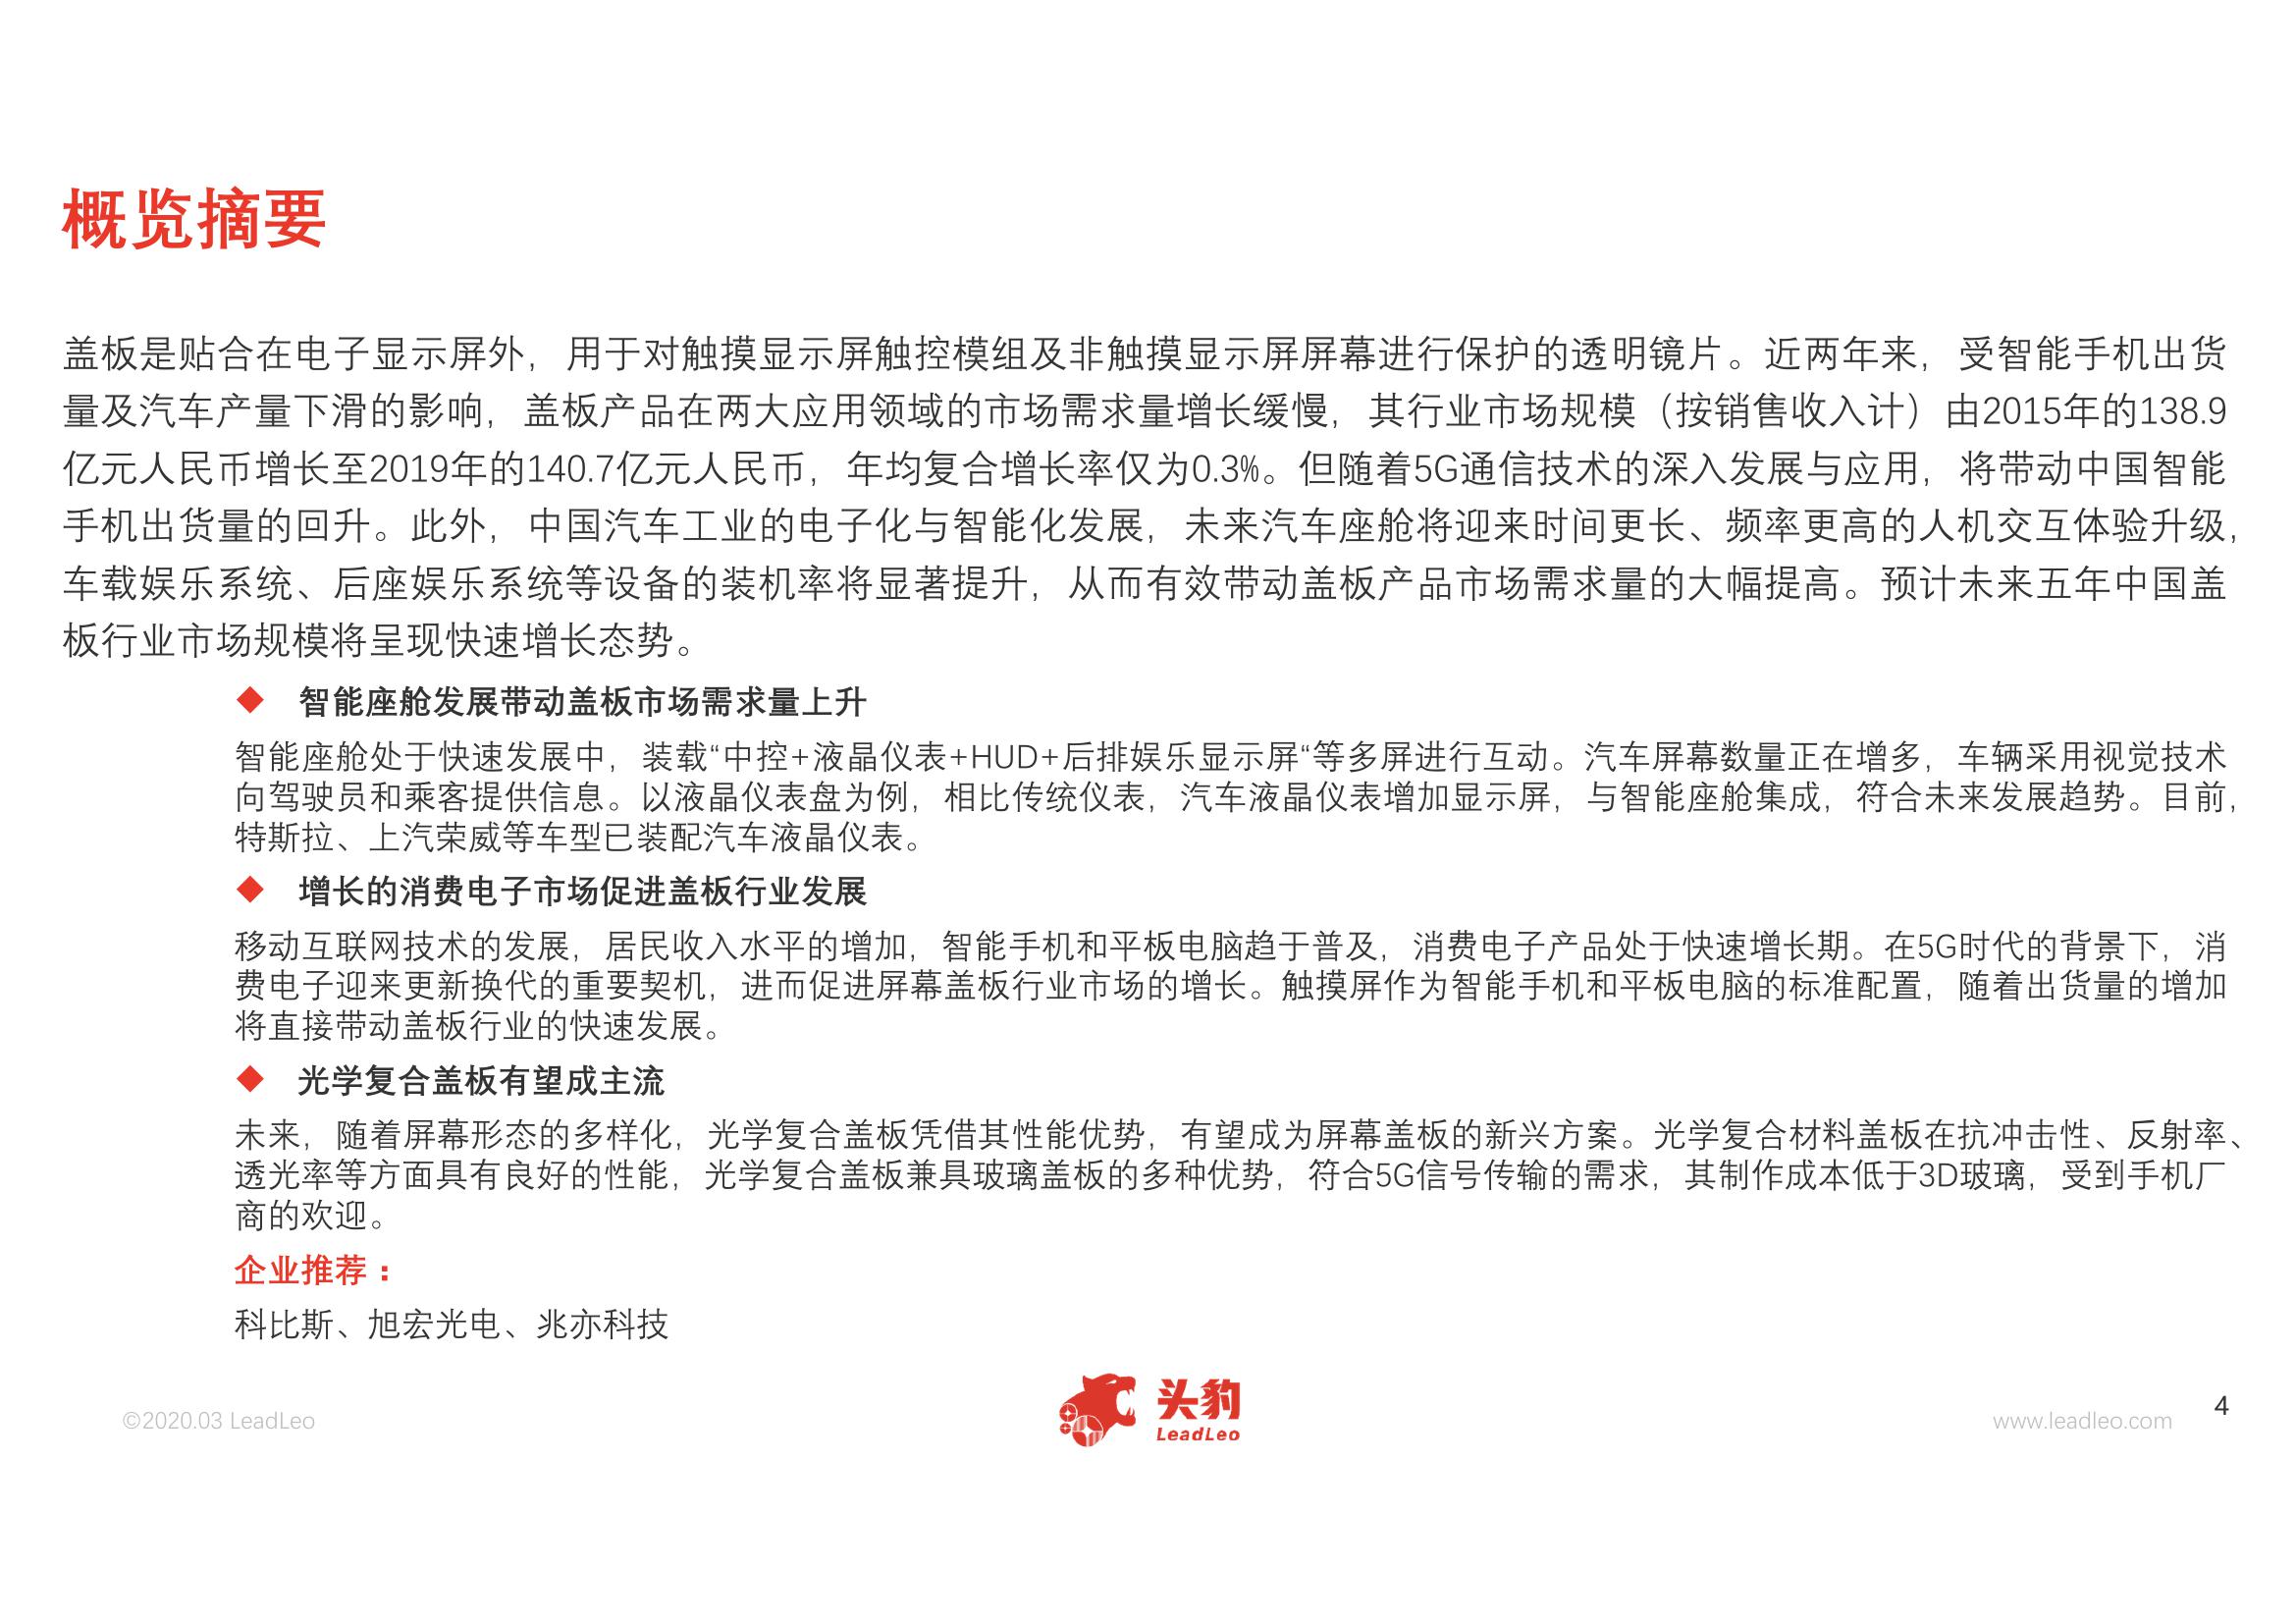 概览摘要
盖板是贴合在电子显示屏外，用于对触摸显示屏触控模组及非触摸显示屏屏幕进行保护的透明镜片。近两年来，受智能手机出货
量及汽车产量下滑的影响，盖板产品在两大应用领域的市场需求量增长缓慢，其行业市场规模（按销售收入计）由2015年的138.9
亿元人民币增长至2019年的140.7亿元人民币，年均复合增长率仅为0.3%。但随着5G通信技术的深入发展与应用，将带动中国智能
手机出货量的回升。此外，中国汽车工业的电子化与智能化发展，未来汽车座舱将迎来时间更长、频率更高的人机交互体验升级，
车载娱乐系统、后座娱乐系统等设备的装机率将显著提升，从而有效带动盖板产品市场需求量的大幅提高。预计未来五年中国盖
板行业市场规模将呈现快速增长态势。
◆ 智能座舱发展带动盖板市场需求量上升
智能座舱处于快速发展中，装载“中控+液晶仪表+HUD+后排娱乐显示屏“等多屏进行互动。汽车屏幕数量正在增多，车辆采用视觉技术
向驾驶员和乘客提供信息。以液晶仪表盘为例，相比传统仪表，汽车液晶仪表增加显示屏，与智能座舱集成，符合未来发展趋势。目前，
特斯拉、上汽荣威等车型已装配汽车液晶仪表。
◆ 增长的消费电子市场促进盖板行业发展
移动互联网技术的发展，居民收入水平的增加，智能手机和平板电脑趋于普及，消费电子产品处于快速增长期。在5G时代的背景下，消
费电子迎来更新换代的重要契机，进而促进屏幕盖板行业市场的增长。触摸屏作为智能手机和平板电脑的标准配置，随着出货量的增加
将直接带动盖板行业的快速发展。
◆ 光学复合盖板有望成主流
未来，随着屏幕形态的多样化，光学复合盖板凭借其性能优势，有望成为屏幕盖板的新兴方案。光学复合材料盖板在抗冲击性、反射率、
透光率等方面具有良好的性能，光学复合盖板兼具玻璃盖板的多种优势，符合5G信号传输的需求，其制作成本低于3D玻璃，受到手机厂
商的欢迎。
企业推荐：
科比斯、旭宏光电、兆亦科技
©2020.03 LeadLeo
头豹
LeadLeo
www.leadleo.com
4